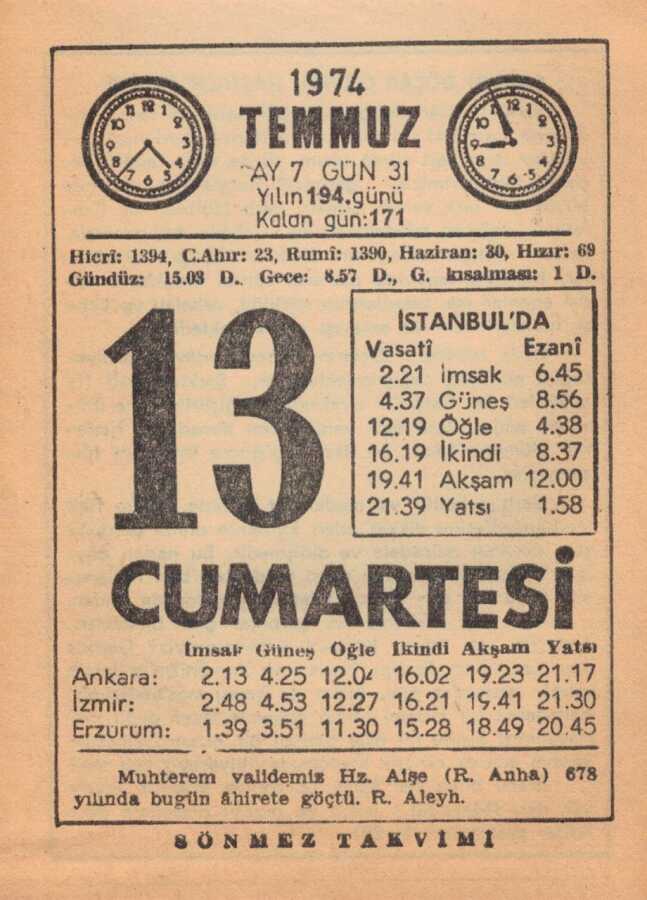 1974
TEMMUZ
AY 7 GÜN 31
Yılın 194. günü
Kalan gün: 171
Hicrî: 1394, C.Ahır: 23, Rumî: 1390, Haziran: 30, Hızır: 69
Gündüz: 15.03 D., Gece: 8.57 D., G. kısalması: 1 D.
13
İSTANBUL'DA
Vasatî Ezanî
2.21 imsak 6.45
4.37 Güneş 8.56
12.19 Öğle 4.38
16.19 İkindi 8.37
19.41 Akşam 12.00
21.39 Yatsı 1.58
CUMARTESİ
İmsak Güneş Öğle İkindi Akşam Yatsı
Ankara: 2.13 4.25 12.04 16.02 19.23 21.17
İzmir: 2.48 4.53 12.27 16.21 19.41 21.30
Erzurum: 1.39 3.51 11.30 15.28 18.49 20.45
Muhterem validemiz Hz. Aişe (R. Anha) 678
yılında bugün âhirete göçtü. R. Aleyh.
SÖNMEZ TAKVİMİ